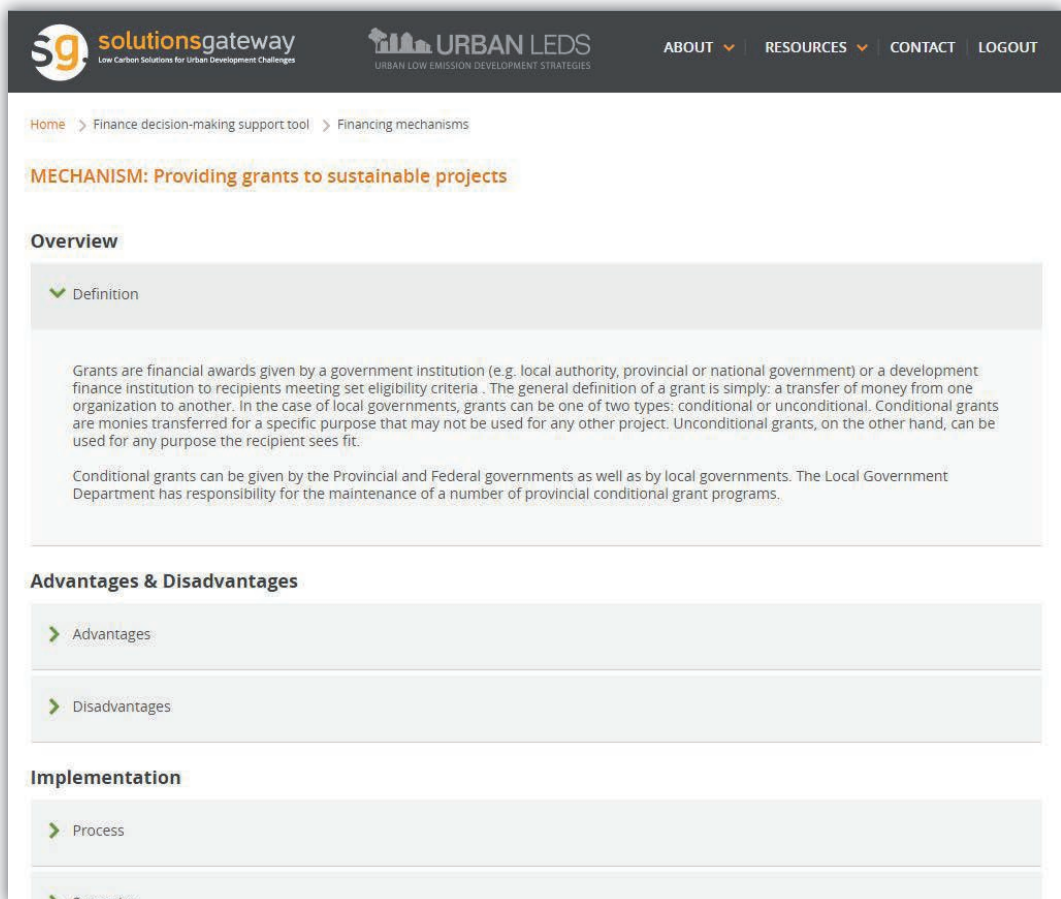 sg. solutionsgateway
Low Carbon Solutions for Urban Development Challenges
URBAN LEDS
URBAN LOW EMISSION DEVELOPMENT STRATEGIES
ABOUT RESOURCES CONTACT LOGOUT
Home > Finance decision-making support tool > Financing mechanisms
MECHANISM: Providing grants to sustainable projects
Overview
Definition
Grants are financial awards given by a government institution (e.g. local authority, provincial or national government) or a development
finance institution to recipients meeting set eligibility criteria . The general definition of a grant is simply: a transfer of money from one
organization to another. In the case of local governments, grants can be one of two types: conditional or unconditional. Conditional grants
are monies transferred for a specific purpose that may not be used for any other project. Unconditional grants, on the other hand, can be
used for any purpose the recipient sees fit.
Conditional grants can be given by the Provincial and Federal governments as well as by local governments. The Local Government
Department has responsibility for the maintenance of a number of provincial conditional grant programs.
Advantages & Disadvantages
Advantages
Disadvantages
Implementation
Process